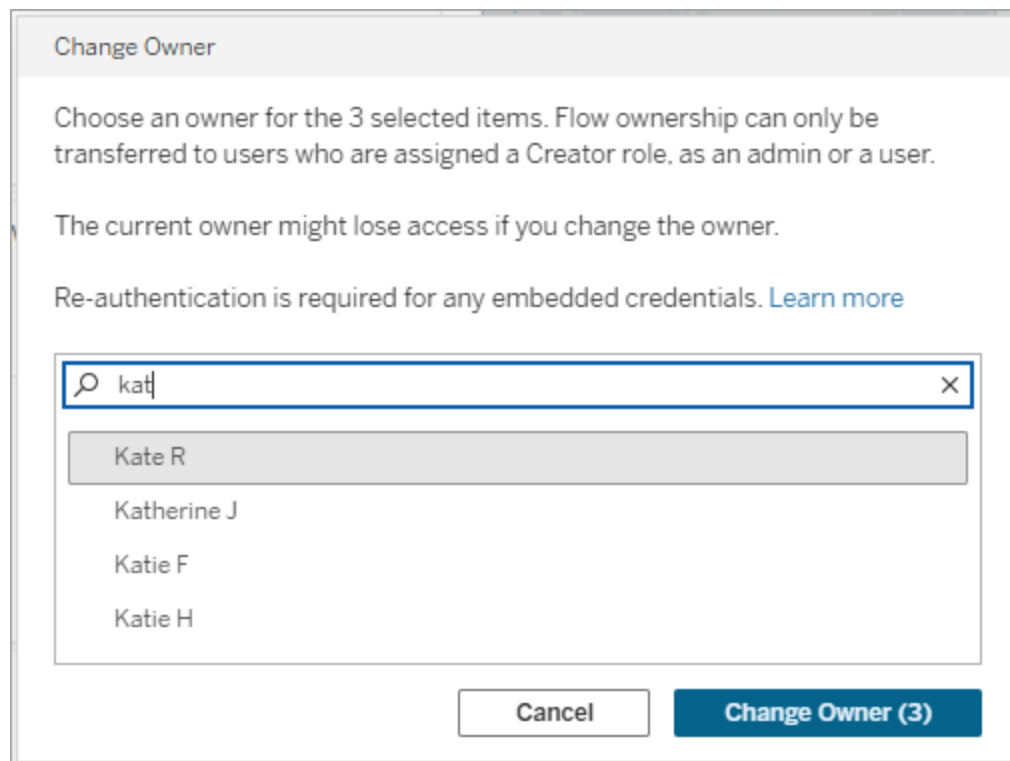 Change Owner
Choose an owner for the 3 selected items. Flow ownership can only be
transferred to users who are assigned a Creator role, as an admin or a user.
The current owner might lose access if you change the owner.
Re-authentication is required for any embedded credentials. Learn more
kat
Kate R
Katherine J
Katie F
Katie H
Cancel
Change Owner (3)